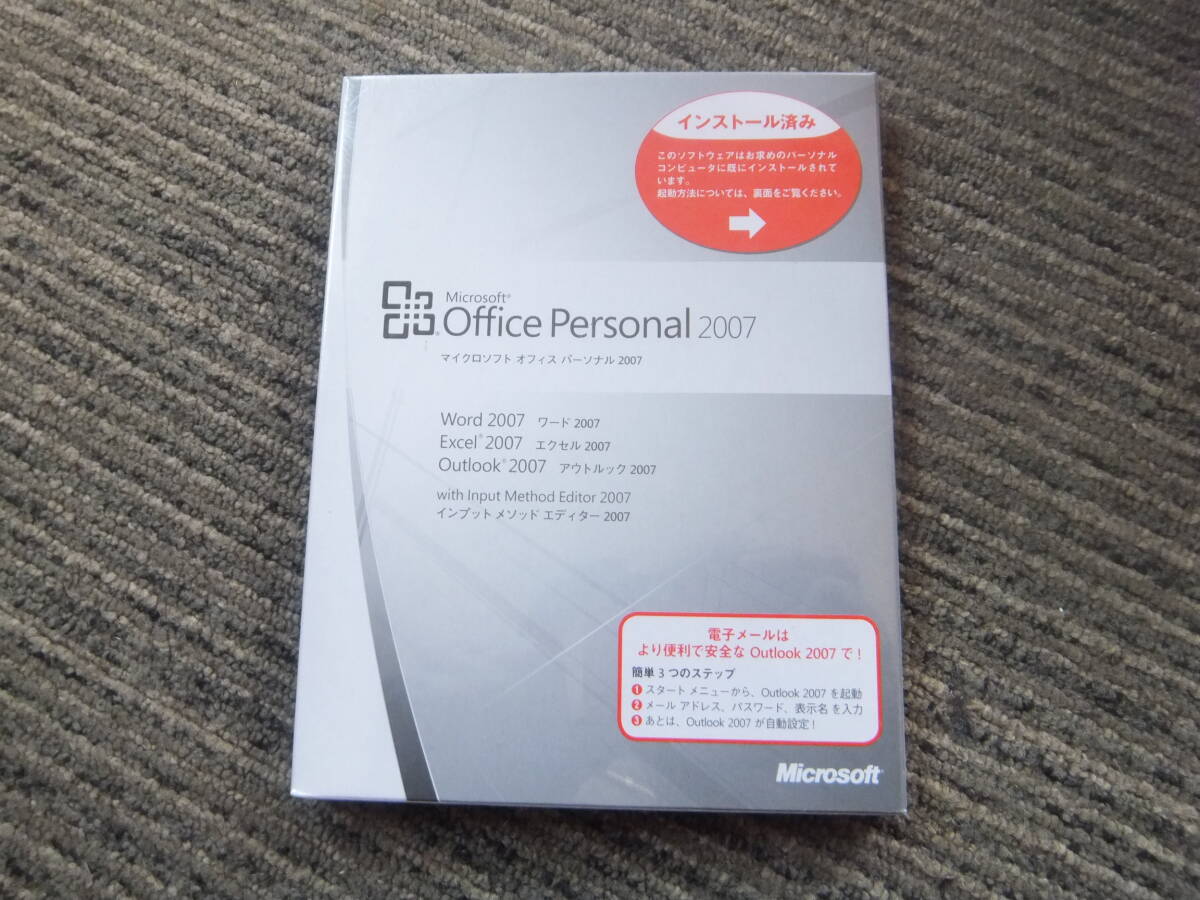 インストール済み
このソフトウェアはお求めのパーソナル
コンピュータに既にインストールされて
います。
起動方法については、裏面をご覧ください。
Microsoft®
Office Personal 2007
マイクロソフト オフィス パーソナル 2007
Word 2007 ワード 2007
Excel® 2007 エクセル 2007
Outlook® 2007 アウトルック 2007
with Input Method Editor 2007
インプット メソッド エディター 2007
電子メールは
より便利で安全な Outlook 2007 で!
簡単 3 つのステップ
❶ スタート メニューから、Outlook 2007 を起動
❷ メール アドレス、パスワード、表示名 を入力
❸ あとは、Outlook 2007 が自動設定!
Microsoft®